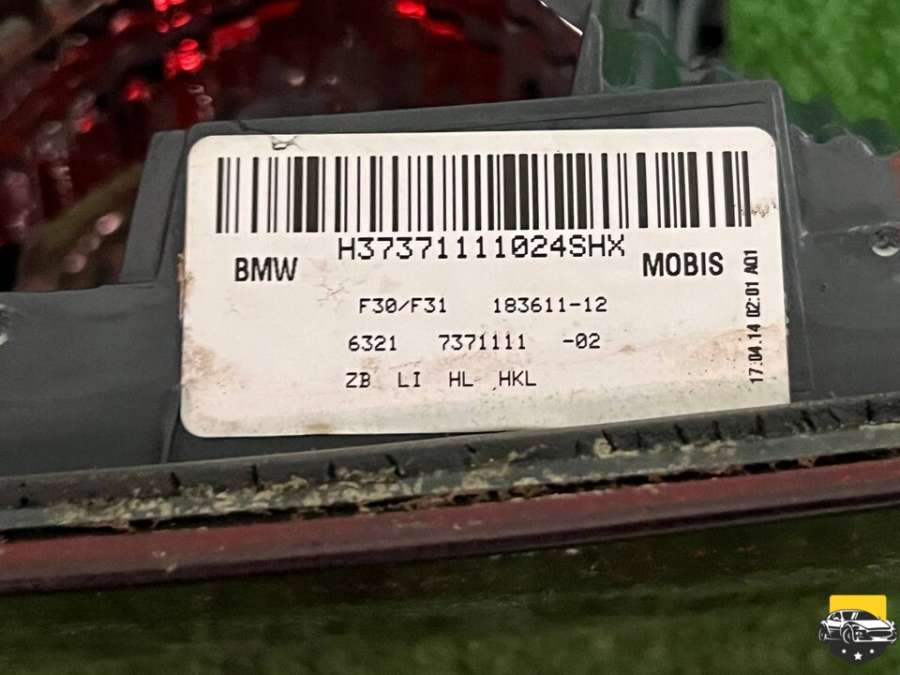 H37371111024SHX
BMW
MOBIS
F30/F31 183611-12
6321 7371111 -02
ZB LI HL HKL
17.04.14 02:01 A01